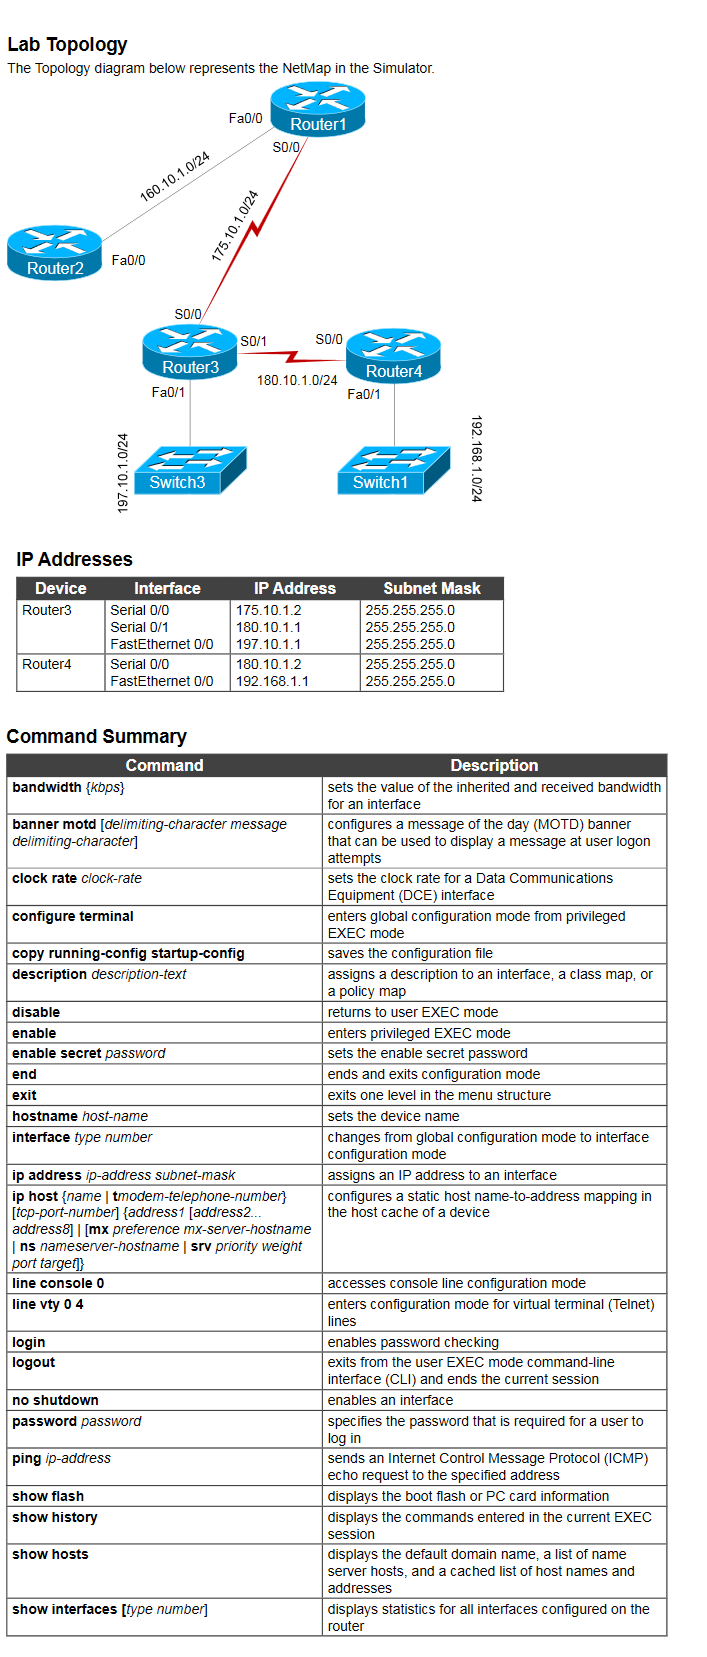 Lab Topology
The Topology diagram below represents the NetMap in the Simulator.
Router1
Fa0/0
S0/0
160.10.1.0/24
175.10.1.0/24
Router2
Fa0/0
S0/0
Router3
S0/1
S0/0
Router4
180.10.1.0/24
Fa0/1
Fa0/1
197.10.1.0/24
Switch3
Switch1
192.168.1.0/24
IP Addresses
Device Interface IP Address Subnet Mask
Router3 Serial 0/0 175.10.1.2 255.255.255.0
Serial 0/1 180.10.1.1 255.255.255.0
FastEthernet 0/0 197.10.1.1 255.255.255.0
Router4 Serial 0/0 180.10.1.2 255.255.255.0
FastEthernet 0/0 192.168.1.1 255.255.255.0
Command Summary
Command Description
bandwidth {kbps} sets the value of the inherited and received bandwidth
for an interface
banner motd [delimiting-character message configures a message of the day (MOTD) banner
delimiting-character] that can be used to display a message at user logon
attempts
clock rate clock-rate sets the clock rate for a Data Communications
Equipment (DCE) interface
configure terminal enters global configuration mode from privileged
EXEC mode
copy running-config startup-config saves the configuration file
description description-text assigns a description to an interface, a class map, or
a policy map
disable returns to user EXEC mode
enable enters privileged EXEC mode
enable secret password sets the enable secret password
end ends and exits configuration mode
exit exits one level in the menu structure
hostname host-name sets the device name
interface type number changes from global configuration mode to interface
configuration mode
ip address ip-address subnet-mask assigns an IP address to an interface
ip host {name | tmodem-telephone-number} configures a static host name-to-address mapping in
[tcp-port-number] {address1 [address2... the host cache of a device
address8] | [mx preference mx-server-hostname
| ns nameserver-hostname | srv priority weight
port target]}
line console 0 accesses console line configuration mode
line vty 0 4 enters configuration mode for virtual terminal (Telnet)
lines
login enables password checking
logout exits from the user EXEC mode command-line
interface (CLI) and ends the current session
no shutdown enables an interface
password password specifies the password that is required for a user to
log in
ping ip-address sends an Internet Control Message Protocol (ICMP)
echo request to the specified address
show flash displays the boot flash or PC card information
show history displays the commands entered in the current EXEC
session
show hosts displays the default domain name, a list of name
server hosts, and a cached list of host names and
addresses
show interfaces [type number] displays statistics for all interfaces configured on the
router